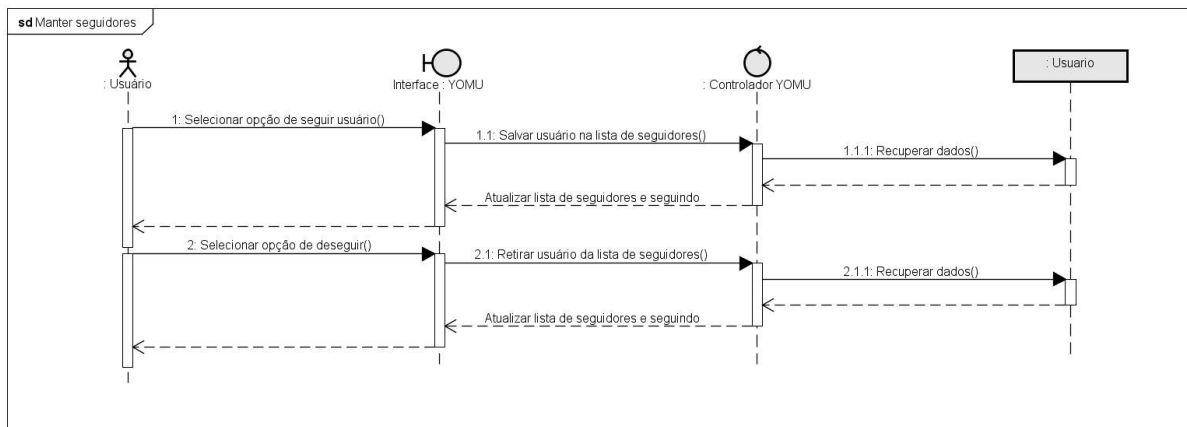 sd Manter seguidores
: Usuário
Interface : YOMU
: Controlador YOMU
: Usuario
1: Selecionar opção de seguir usuário()
1.1: Salvar usuário na lista de seguidores()
1.1.1: Recuperar dados()
Atualizar lista de seguidores e seguindo
2: Selecionar opção de deseguir()
2.1: Retirar usuário da lista de seguidores()
2.1.1: Recuperar dados()
Atualizar lista de seguidores e seguindo